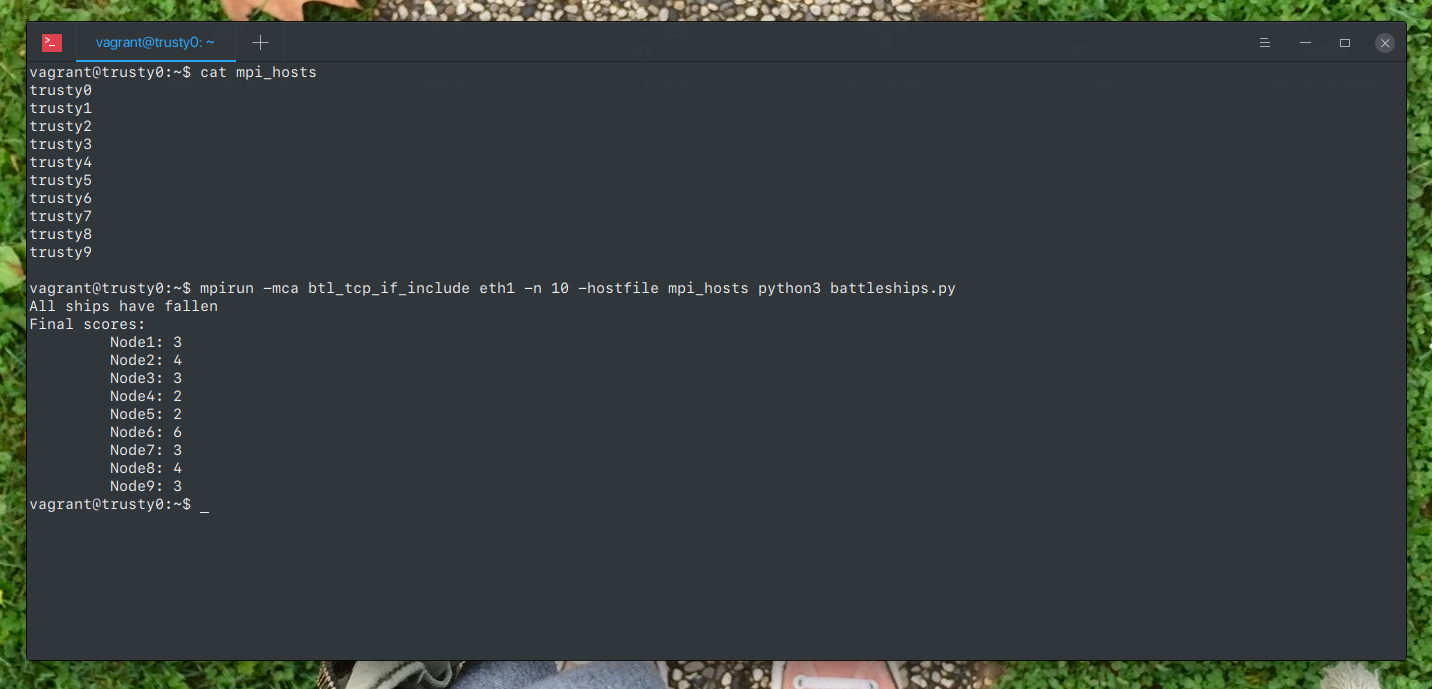 vagrant@trusty0: ~
vagrant@trusty0:~$ cat mpi_hosts
trusty0
trusty1
trusty2
trusty3
trusty4
trusty5
trusty6
trusty7
trusty8
trusty9
vagrant@trusty0:~$ mpirun -mca btl_tcp_if_include eth1 -n 10 -hostfile mpi_hosts python3 battleships.py
All ships have fallen
Final scores:
Node1: 3
Node2: 4
Node3: 3
Node4: 2
Node5: 2
Node6: 6
Node7: 3
Node8: 4
Node9: 3
vagrant@trusty0:~$ _